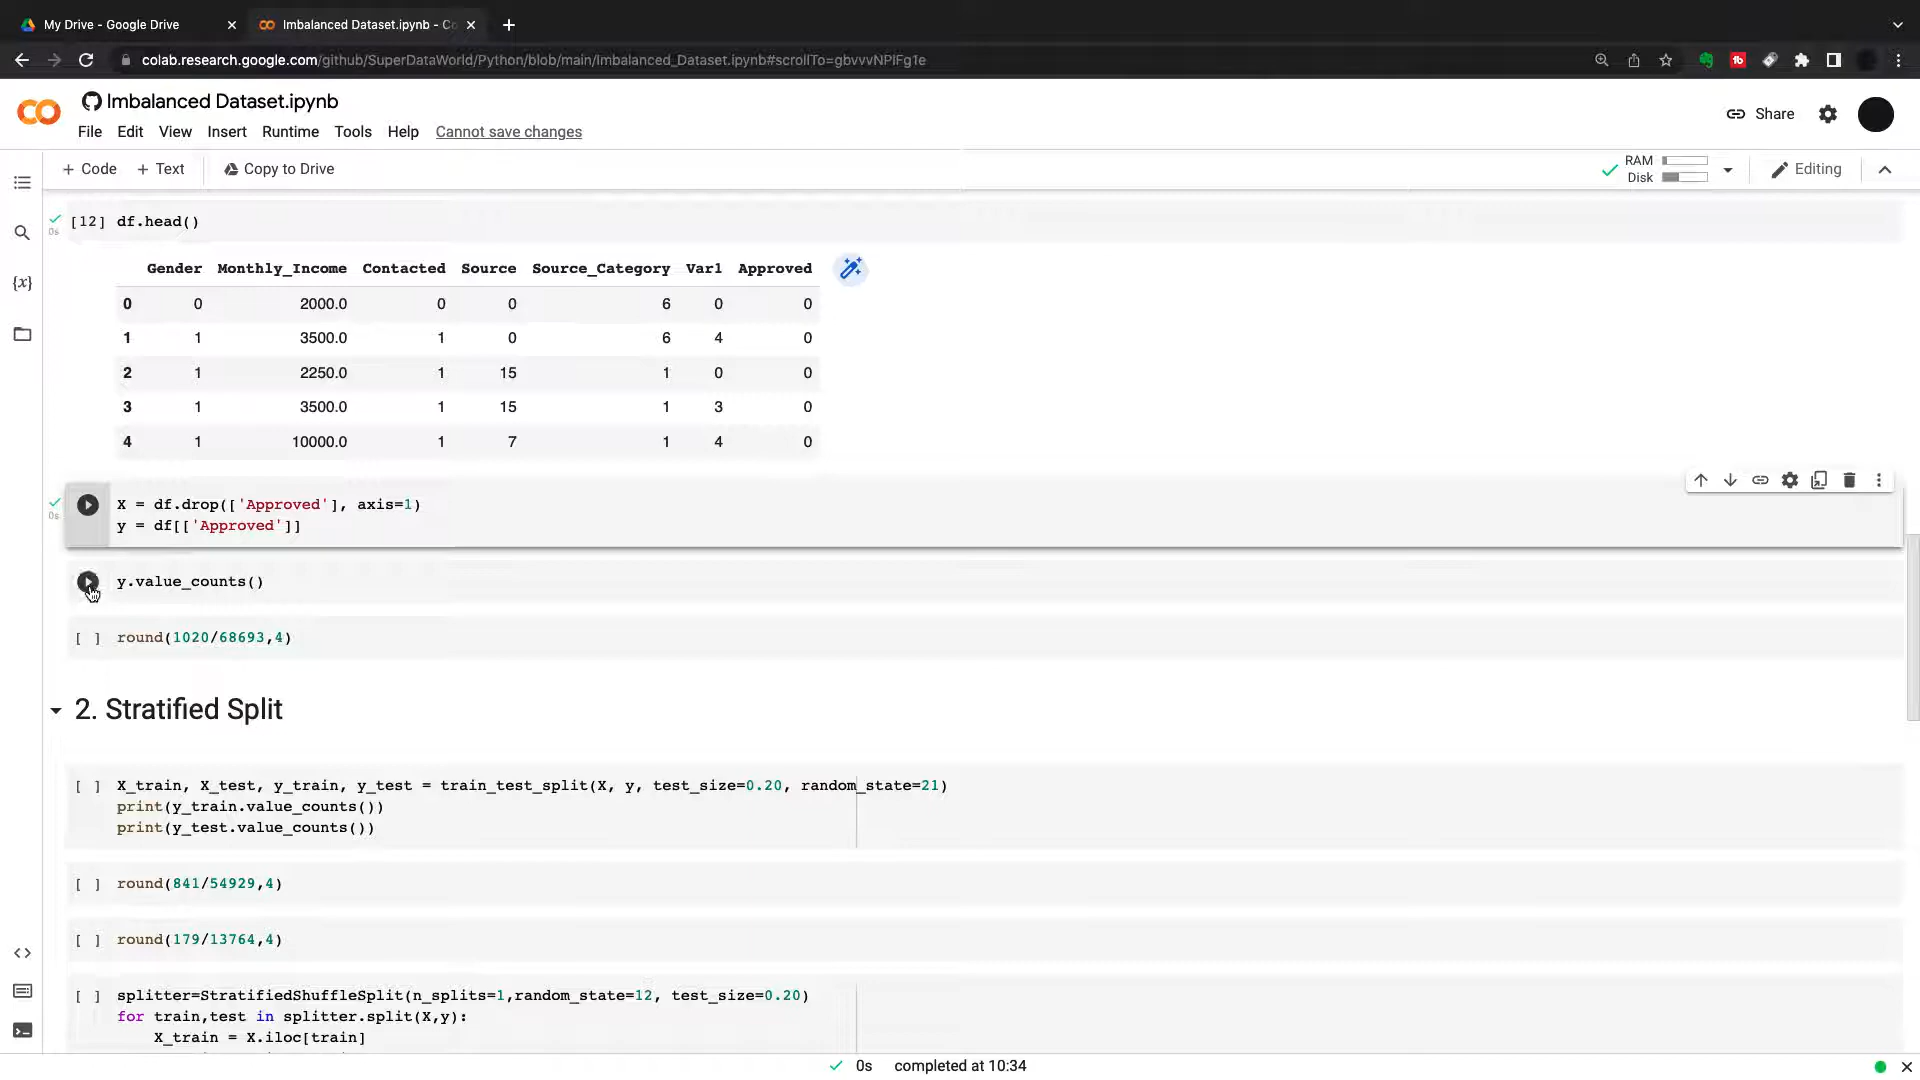 My Drive - Google Drive
Imbalanced Dataset.ipynb - Co
colab.research.google.com/github/SuperDataWorld/Python/blob/main/Imbalanced_Dataset.ipynb#scrollTo=gbvvvNPlFg1e
Imbalanced Dataset.ipynb
Share
File Edit View Insert Runtime Tools Help Cannot save changes
+ Code + Text Copy to Drive
RAM
Disk
Editing
[12] df.head()
0s
Gender Monthly_Income Contacted Source Source_Category Var1 Approved
0 0 2000.0 0 0 6 0 0
1 1 3500.0 1 0 6 4 0
2 1 2250.0 1 15 1 0 0
3 1 3500.0 1 15 1 3 0
4 1 10000.0 1 7 1 4 0
X = df.drop(['Approved'], axis=1)
0s
y = df[['Approved']]
y.value_counts()
[ ] round(1020/68693,4)
2. Stratified Split
[ ] X_train, X_test, y_train, y_test = train_test_split(X, y, test_size=0.20, random_state=21)
print(y_train.value_counts())
print(y_test.value_counts())
[ ] round(841/54929,4)
[ ] round(179/13764,4)
[ ] splitter=StratifiedShuffleSplit(n_splits=1,random_state=12, test_size=0.20)
for train,test in splitter.split(X,y):
X_train = X.iloc[train]
0s completed at 10:34